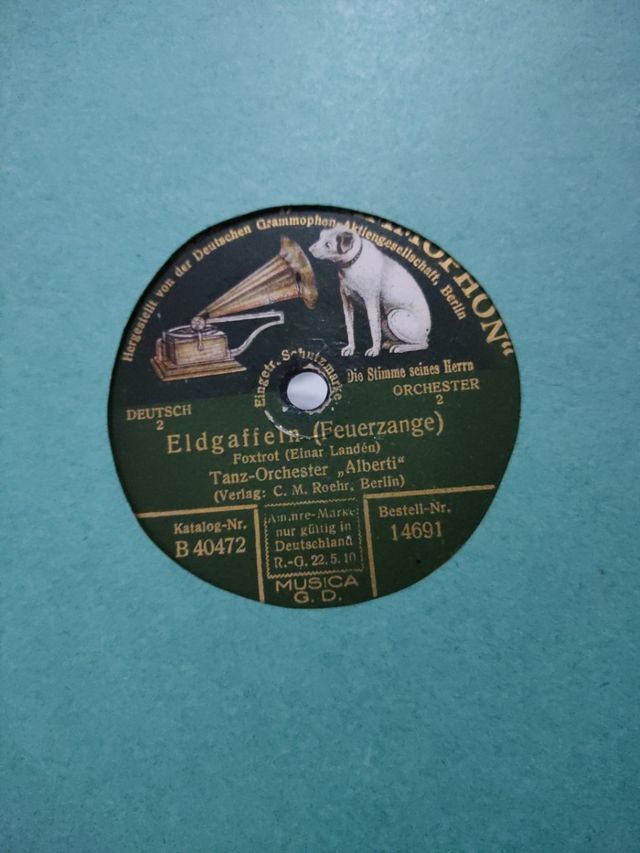 Hergestellt von der Deutschen Grammophon-Aktiengesellschaft, Berlin
Eingetr. Schutzmarke
Die Stimme seines Herrn
DEUTSCH
2
ORCHESTER
2
Eldgaffeln (Feuerzange)
Foxtrot (Einar Landén)
Tanz-Orchester „Alberti“
(Verlag: C. M. Roehr, Berlin)
Katalog-Nr.
B 40472
nur gültig in
Deutschland
R.-G. 22.5.10
MUSICA
G. D.
Bestell-Nr.
14691